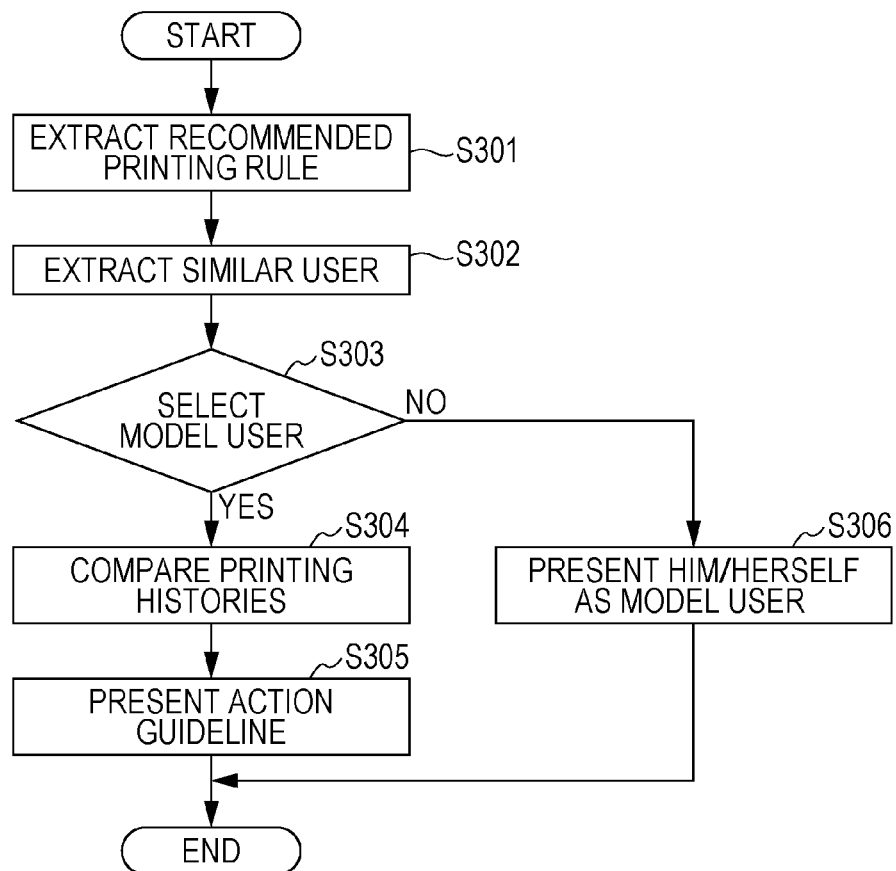 START
EXTRACT RECOMMENDED
PRINTING RULE
S301
EXTRACT SIMILAR USER
S302
S303
SELECT
MODEL USER
NO
YES
S304
COMPARE PRINTING
HISTORIES
S306
PRESENT HIM/HERSELF
AS MODEL USER
S305
PRESENT ACTION
GUIDELINE
END